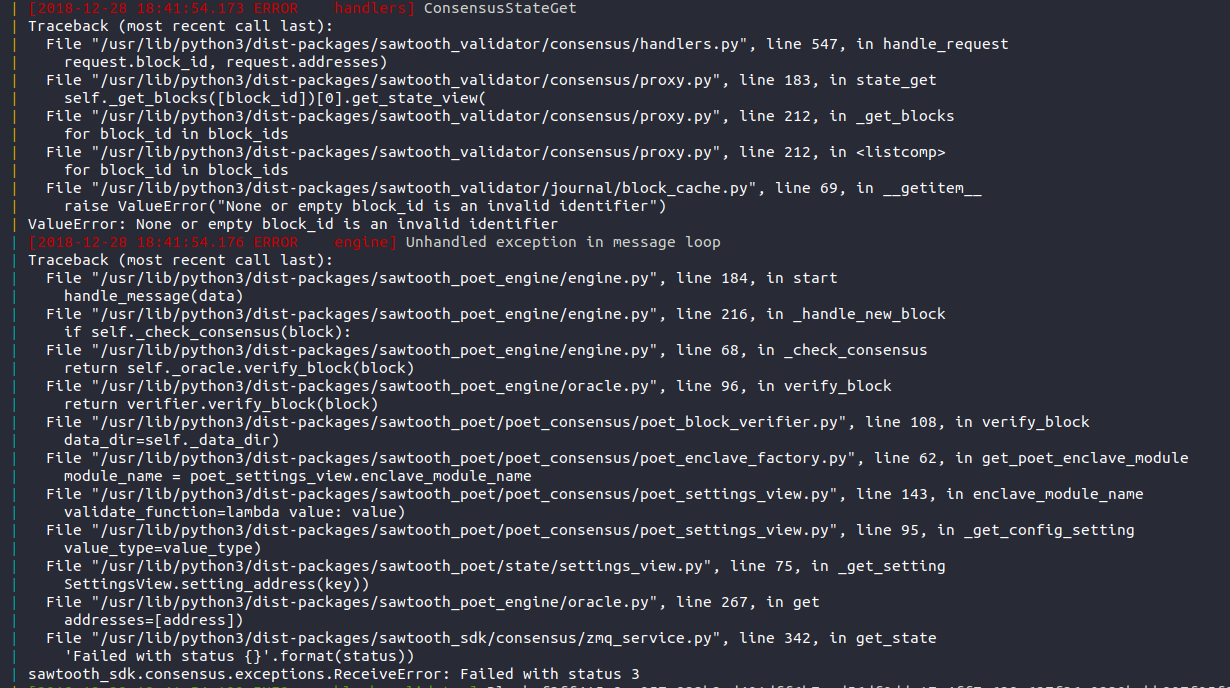 | [2018-12-28 18:41:54.173 ERROR    handlers] ConsensusStateGet
| Traceback (most recent call last):
|   File "/usr/lib/python3/dist-packages/sawtooth_validator/consensus/handlers.py", line 547, in handle_request
|     request.block_id, request.addresses)
|   File "/usr/lib/python3/dist-packages/sawtooth_validator/consensus/proxy.py", line 183, in state_get
|     self._get_blocks([block_id])[0].get_state_view(
|   File "/usr/lib/python3/dist-packages/sawtooth_validator/consensus/proxy.py", line 212, in _get_blocks
|     for block_id in block_ids
|   File "/usr/lib/python3/dist-packages/sawtooth_validator/consensus/proxy.py", line 212, in <listcomp>
|     for block_id in block_ids
|   File "/usr/lib/python3/dist-packages/sawtooth_validator/journal/block_cache.py", line 69, in __getitem__
|     raise ValueError("None or empty block_id is an invalid identifier")
| ValueError: None or empty block_id is an invalid identifier
| [2018-12-28 18:41:54.176 ERROR    engine] Unhandled exception in message loop
| Traceback (most recent call last):
|   File "/usr/lib/python3/dist-packages/sawtooth_poet_engine/engine.py", line 184, in start
|     handle_message(data)
|   File "/usr/lib/python3/dist-packages/sawtooth_poet_engine/engine.py", line 216, in _handle_new_block
|     if self._check_consensus(block):
|   File "/usr/lib/python3/dist-packages/sawtooth_poet_engine/engine.py", line 68, in _check_consensus
|     return self._oracle.verify_block(block)
|   File "/usr/lib/python3/dist-packages/sawtooth_poet_engine/oracle.py", line 96, in verify_block
|     return verifier.verify_block(block)
|   File "/usr/lib/python3/dist-packages/sawtooth_poet/poet_consensus/poet_block_verifier.py", line 108, in verify_block
|     data_dir=self._data_dir)
|   File "/usr/lib/python3/dist-packages/sawtooth_poet/poet_consensus/poet_enclave_factory.py", line 62, in get_poet_enclave_module
|     module_name = poet_settings_view.enclave_module_name
|   File "/usr/lib/python3/dist-packages/sawtooth_poet/poet_consensus/poet_settings_view.py", line 143, in enclave_module_name
|     validate_function=lambda value: value)
|   File "/usr/lib/python3/dist-packages/sawtooth_poet/poet_consensus/poet_settings_view.py", line 95, in _get_config_setting
|     value_type=value_type)
|   File "/usr/lib/python3/dist-packages/sawtooth_poet/state/settings_view.py", line 75, in _get_setting
|     SettingsView.setting_address(key))
|   File "/usr/lib/python3/dist-packages/sawtooth_poet_engine/oracle.py", line 267, in get
|     addresses=[address])
|   File "/usr/lib/python3/dist-packages/sawtooth_sdk/consensus/zmq_service.py", line 342, in get_state
|     'Failed with status {}'.format(status))
| sawtooth_sdk.consensus.exceptions.ReceiveError: Failed with status 3